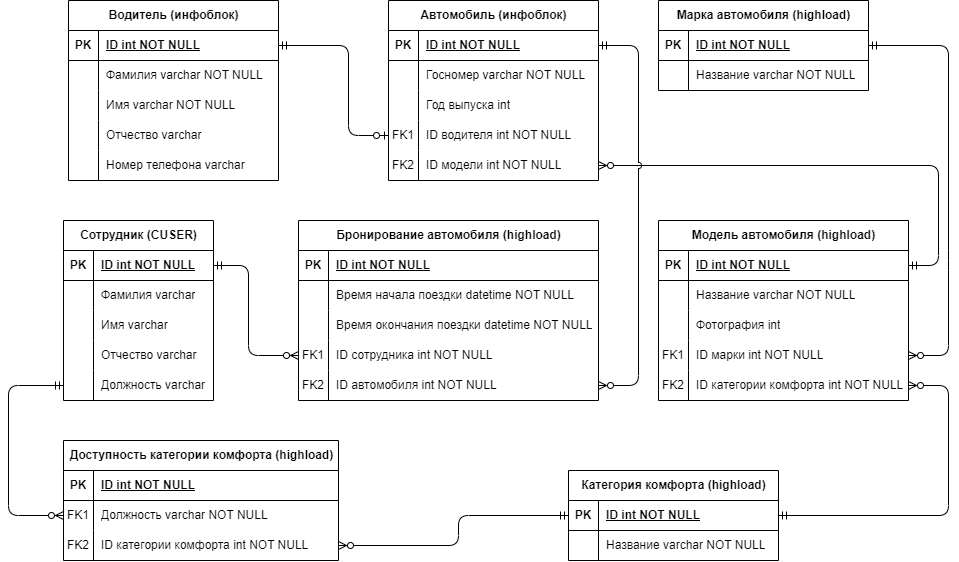 Водитель (инфоблок)
PK ID int NOT NULL
Фамилия varchar NOT NULL
Имя varchar NOT NULL
Отчество varchar
Номер телефона varchar
Автомобиль (инфоблок)
PK ID int NOT NULL
Госномер varchar NOT NULL
Год выпуска int
FK1 ID водителя int NOT NULL
FK2 ID модели int NOT NULL
Марка автомобиля (highload)
PK ID int NOT NULL
Название varchar NOT NULL
Сотрудник (CUSER)
PK ID int NOT NULL
Фамилия varchar
Имя varchar
Отчество varchar
Должность varchar
Бронирование автомобиля (highload)
PK ID int NOT NULL
Время начала поездки datetime NOT NULL
Время окончания поездки datetime NOT NULL
FK1 ID сотрудника int NOT NULL
FK2 ID автомобиля int NOT NULL
Модель автомобиля (highload)
PK ID int NOT NULL
Название varchar NOT NULL
Фотография int
FK1 ID марки int NOT NULL
FK2 ID категории комфорта int NOT NULL
Доступность категории комфорта (highload)
PK ID int NOT NULL
FK1 Должность varchar NOT NULL
FK2 ID категории комфорта int NOT NULL
Категория комфорта (highload)
PK ID int NOT NULL
Название varchar NOT NULL